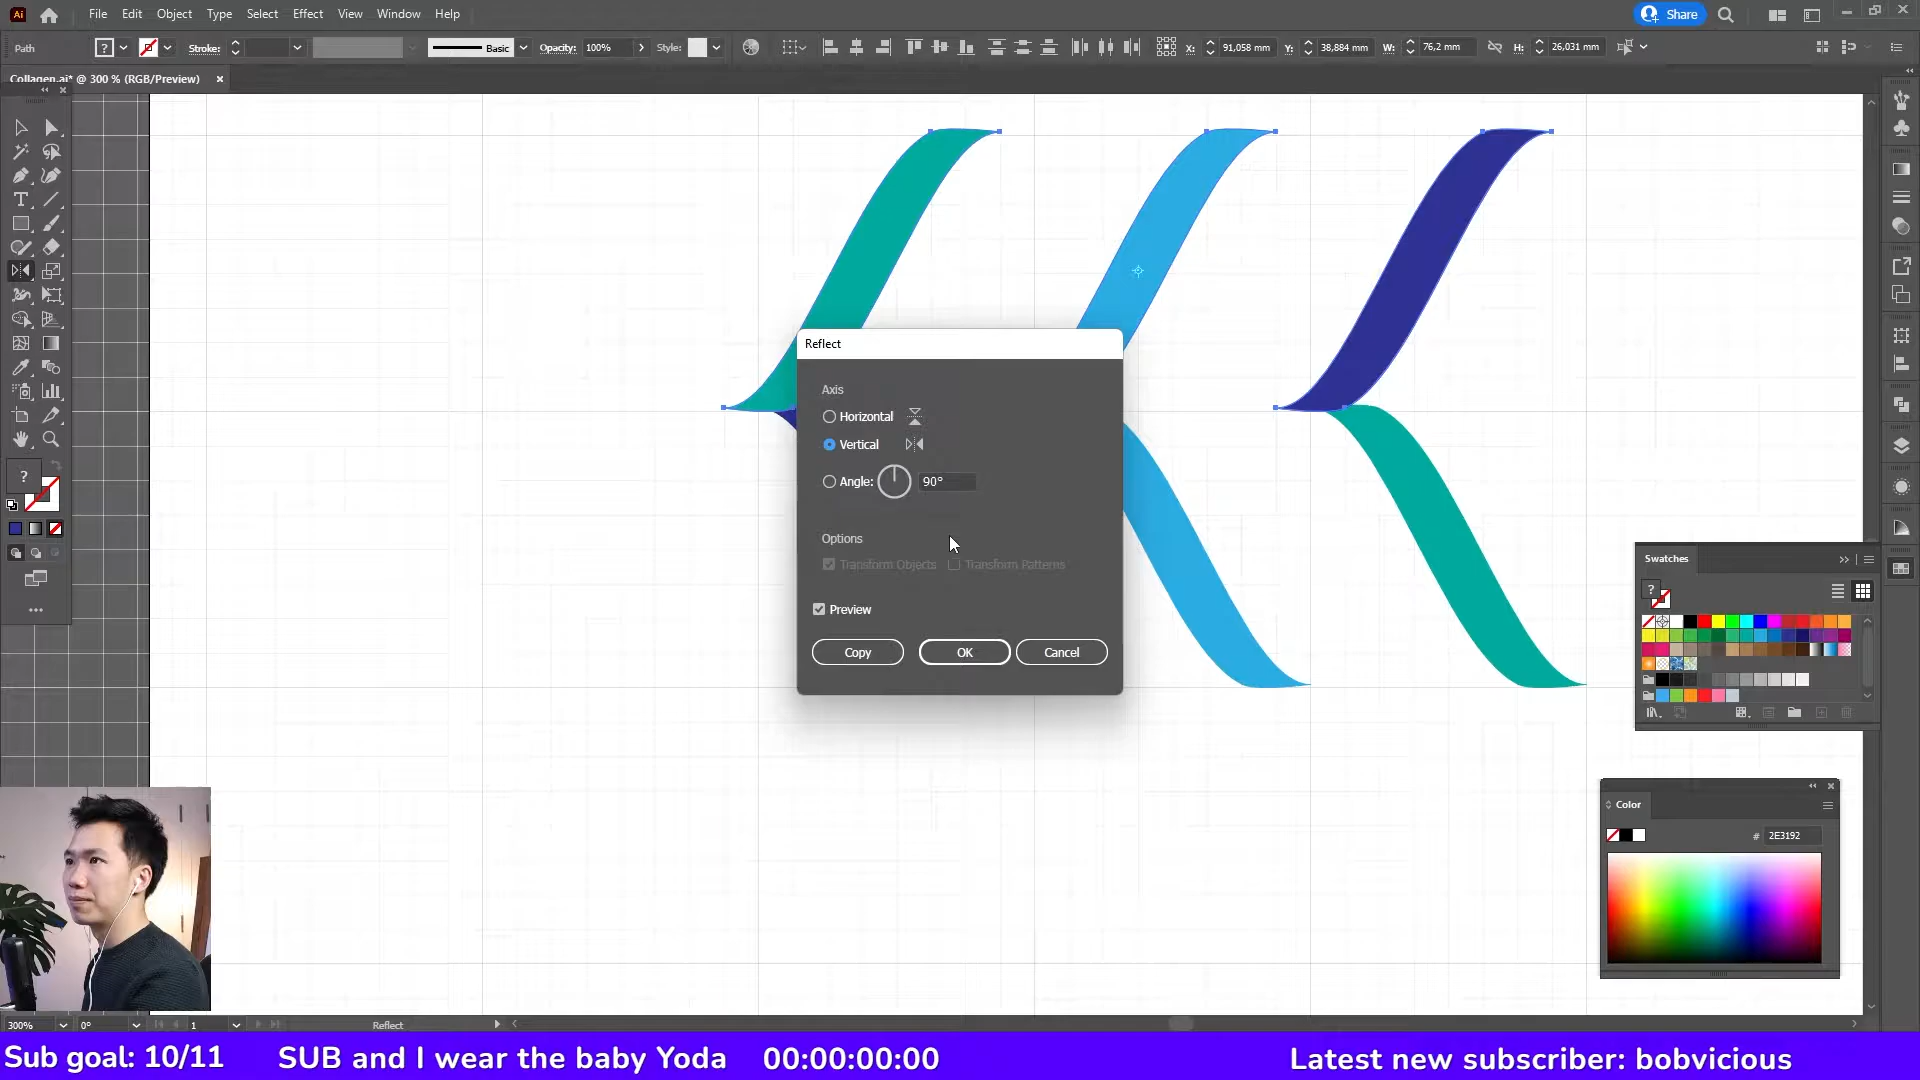 Ai File Edit Object Type Select Effect View Window Help Share
Path ? Stroke: Basic Opacity: 100% Style: X: 91,058 mm Y: 38,884 mm W: 76,2 mm H: 26,031 mm
Collagen.ai* @ 300 % (RGB/Preview) ×
Reflect
Axis
Horizontal
Vertical
Angle: 90°
Options
Transform Objects Transform Patterns
Preview
Copy OK Cancel
?
Swatches
?
Color
# 2E3192
300% 0° 1 Reflect
Sub goal: 10/11 SUB and I wear the baby Yoda 00:00:00:00 Latest new subscriber: bobvicious